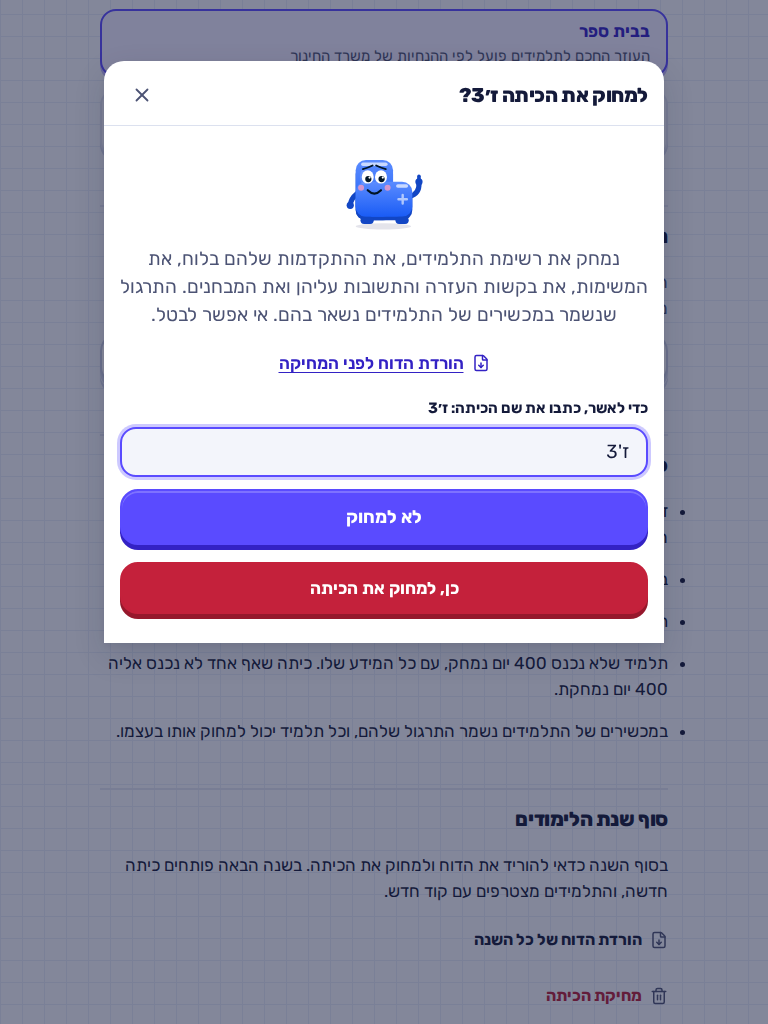 בבית ספר
העוזר החכם לתלמידים פועל לפי ההנחיות של משרד החינוך
למחוק את הכיתה ז׳3?
נמחק את רשימת התלמידים, את ההתקדמות שלהם בלוח, את
המשימות, את בקשות העזרה והתשובות עליהן ואת המבחנים. התרגול
שנשמר במכשירים של התלמידים נשאר בהם. אי אפשר לבטל.
הורדת הדוח לפני המחיקה
כדי לאשר, כתבו את שם הכיתה: ז׳3
ז'3
לא למחוק
כן, למחוק את הכיתה
תלמיד שלא נכנס 400 יום נמחק, עם כל המידע שלו. כיתה שאף אחד לא נכנס אליה
400 יום נמחקת.
במכשירים של התלמידים נשמר התרגול שלהם, וכל תלמיד יכול למחוק אותו בעצמו.
סוף שנת הלימודים
בסוף השנה כדאי להוריד את הדוח ולמחוק את הכיתה. בשנה הבאה פותחים כיתה
חדשה, והתלמידים מצטרפים עם קוד חדש.
הורדת הדוח של כל השנה
מחיקת הכיתה